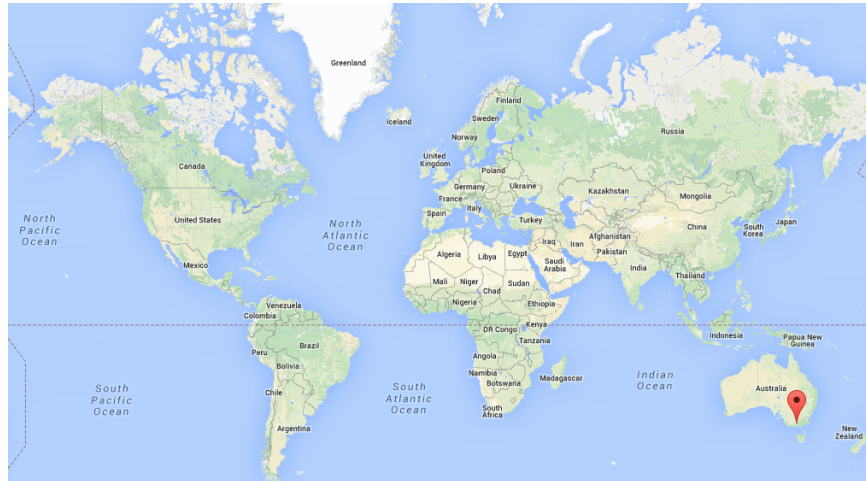 Greenland
Iceland
Finland
Sweden
Norway
Russia
United
Kingdom
Canada
Poland
Germany
Ukraine
Kazakhstan
Mongolia
France
Italy
Spain
Turkey
United States
North
Pacific
Ocean
North
Atlantic
Ocean
China
South
Korea
Japan
Afghanistan
Iraq
Iran
Pakistan
Algeria
Libya
Egypt
Saudi
Arabia
India
Mexico
Mali
Niger
Chad
Sudan
Thailand
Nigeria
Ethiopia
Venezuela
Colombia
DR Congo
Kenya
Tanzania
Indonesia
Papua New
Guinea
Peru
Brazil
Bolivia
Angola
Namibia
Botswana
Madagascar
Indian
Ocean
South
Pacific
Ocean
South
Atlantic
Ocean
Chile
Argentina
South
Africa
Australia
New
Zealand